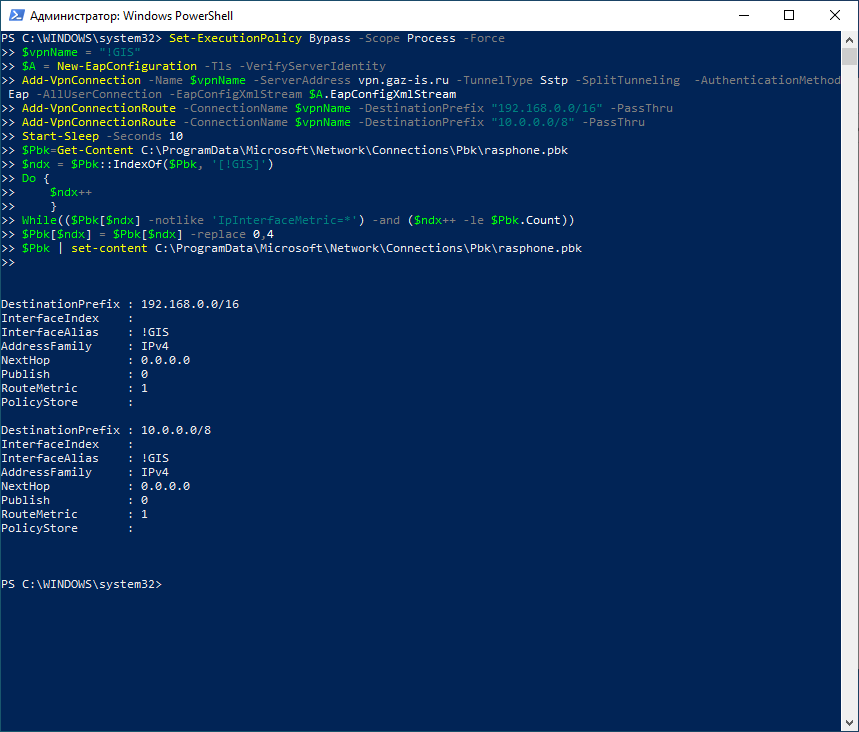 Администратор: Windows PowerShell
PS C:\WINDOWS\system32> Set-ExecutionPolicy Bypass -Scope Process -Force
>> $vpnName = "!GIS"
>> $A = New-EapConfiguration -Tls -VerifyServerIdentity
>> Add-VpnConnection -Name $vpnName -ServerAddress vpn.gaz-is.ru -TunnelType Sstp -SplitTunneling  -AuthenticationMethod
Eap -AllUserConnection -EapConfigXmlStream $A.EapConfigXmlStream
>> Add-VpnConnectionRoute -ConnectionName $vpnName -DestinationPrefix "192.168.0.0/16" -PassThru
>> Add-VpnConnectionRoute -ConnectionName $vpnName -DestinationPrefix "10.0.0.0/8" -PassThru
>> Start-Sleep -Seconds 10
>> $Pbk=Get-Content C:\ProgramData\Microsoft\Network\Connections\Pbk\rasphone.pbk
>> $ndx = $Pbk::IndexOf($Pbk, '[!GIS]')
>> Do {
>>     $ndx++
>>     }
>> While(($Pbk[$ndx] -notlike 'IpInterfaceMetric=*') -and ($ndx++ -le $Pbk.Count))
>> $Pbk[$ndx] = $Pbk[$ndx] -replace 0,4
>> $Pbk | set-content C:\ProgramData\Microsoft\Network\Connections\Pbk\rasphone.pbk
>>
DestinationPrefix : 192.168.0.0/16
InterfaceIndex    :
InterfaceAlias    : !GIS
AddressFamily     : IPv4
NextHop           : 0.0.0.0
Publish           : 0
RouteMetric       : 1
PolicyStore       :
DestinationPrefix : 10.0.0.0/8
InterfaceIndex    :
InterfaceAlias    : !GIS
AddressFamily     : IPv4
NextHop           : 0.0.0.0
Publish           : 0
RouteMetric       : 1
PolicyStore       :
PS C:\WINDOWS\system32>